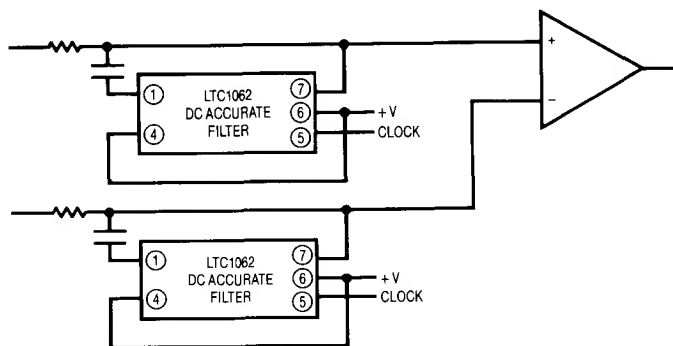 +
−
① LTC1062 ⑦
DC ACCURATE ⑥ + V
④ FILTER ⑤ CLOCK
① LTC1062 ⑦
DC ACCURATE ⑥ + V
④ FILTER ⑤ CLOCK